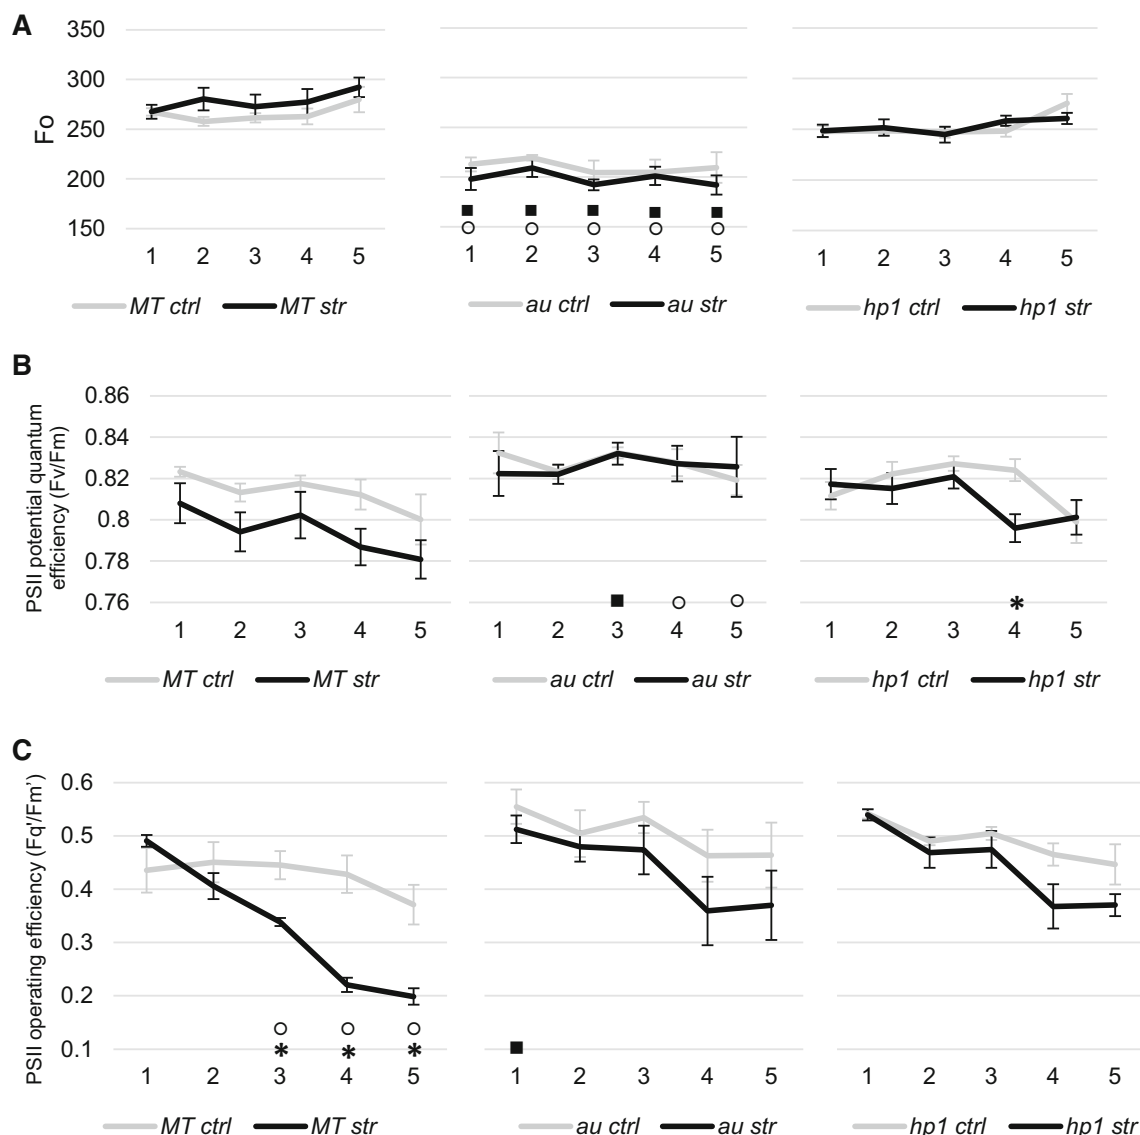 A
Fo
350
300
250
200
150
1 2 3 4 5
1 2 3 4 5
1 2 3 4 5
MT ctrl MT str
au ctrl au str
hp1 ctrl hp1 str
B
PSII potential quantum
efficiency (Fv/Fm)
0.86
0.84
0.82
0.8
0.78
0.76
*
1 2 3 4 5
1 2 3 4 5
1 2 3 4 5
MT ctrl MT str
au ctrl au str
hp1 ctrl hp1 str
C
PSII operating efficiency (Fq'/Fm')
0.6
0.5
0.4
0.3
0.2
0.1
* * *
1 2 3 4 5
1 2 3 4 5
1 2 3 4 5
MT ctrl MT str
au ctrl au str
hp1 ctrl hp1 str